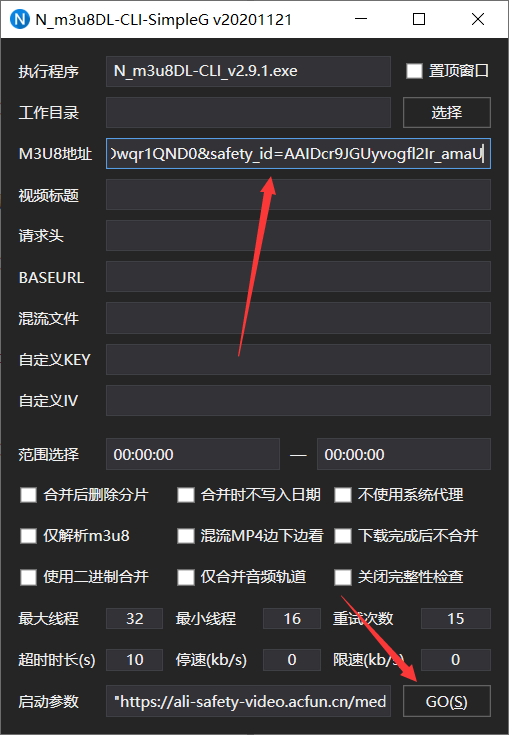 N_m3u8DL-CLI-SimpleG v20201121
执行程序 N_m3u8DL-CLI_v2.9.1.exe 置顶窗口
工作目录 选择
M3U8地址 wqr1QND0&safety_id=AAIDcr9JGUyvogfl2Ir_amaU
视频标题
请求头
BASEURL
混流文件
自定义KEY
自定义IV
范围选择 00:00:00 — 00:00:00
合并后删除分片 合并时不写入日期 不使用系统代理
仅解析m3u8 混流MP4边下边看 下载完成后不合并
使用二进制合并 仅合并音频轨道 关闭完整性检查
最大线程 32 最小线程 16 重试次数 15
超时时长(s) 10 停速(kb/s) 0 限速(kb/s) 0
启动参数 "https://ali-safety-video.acfun.cn/med GO(S)